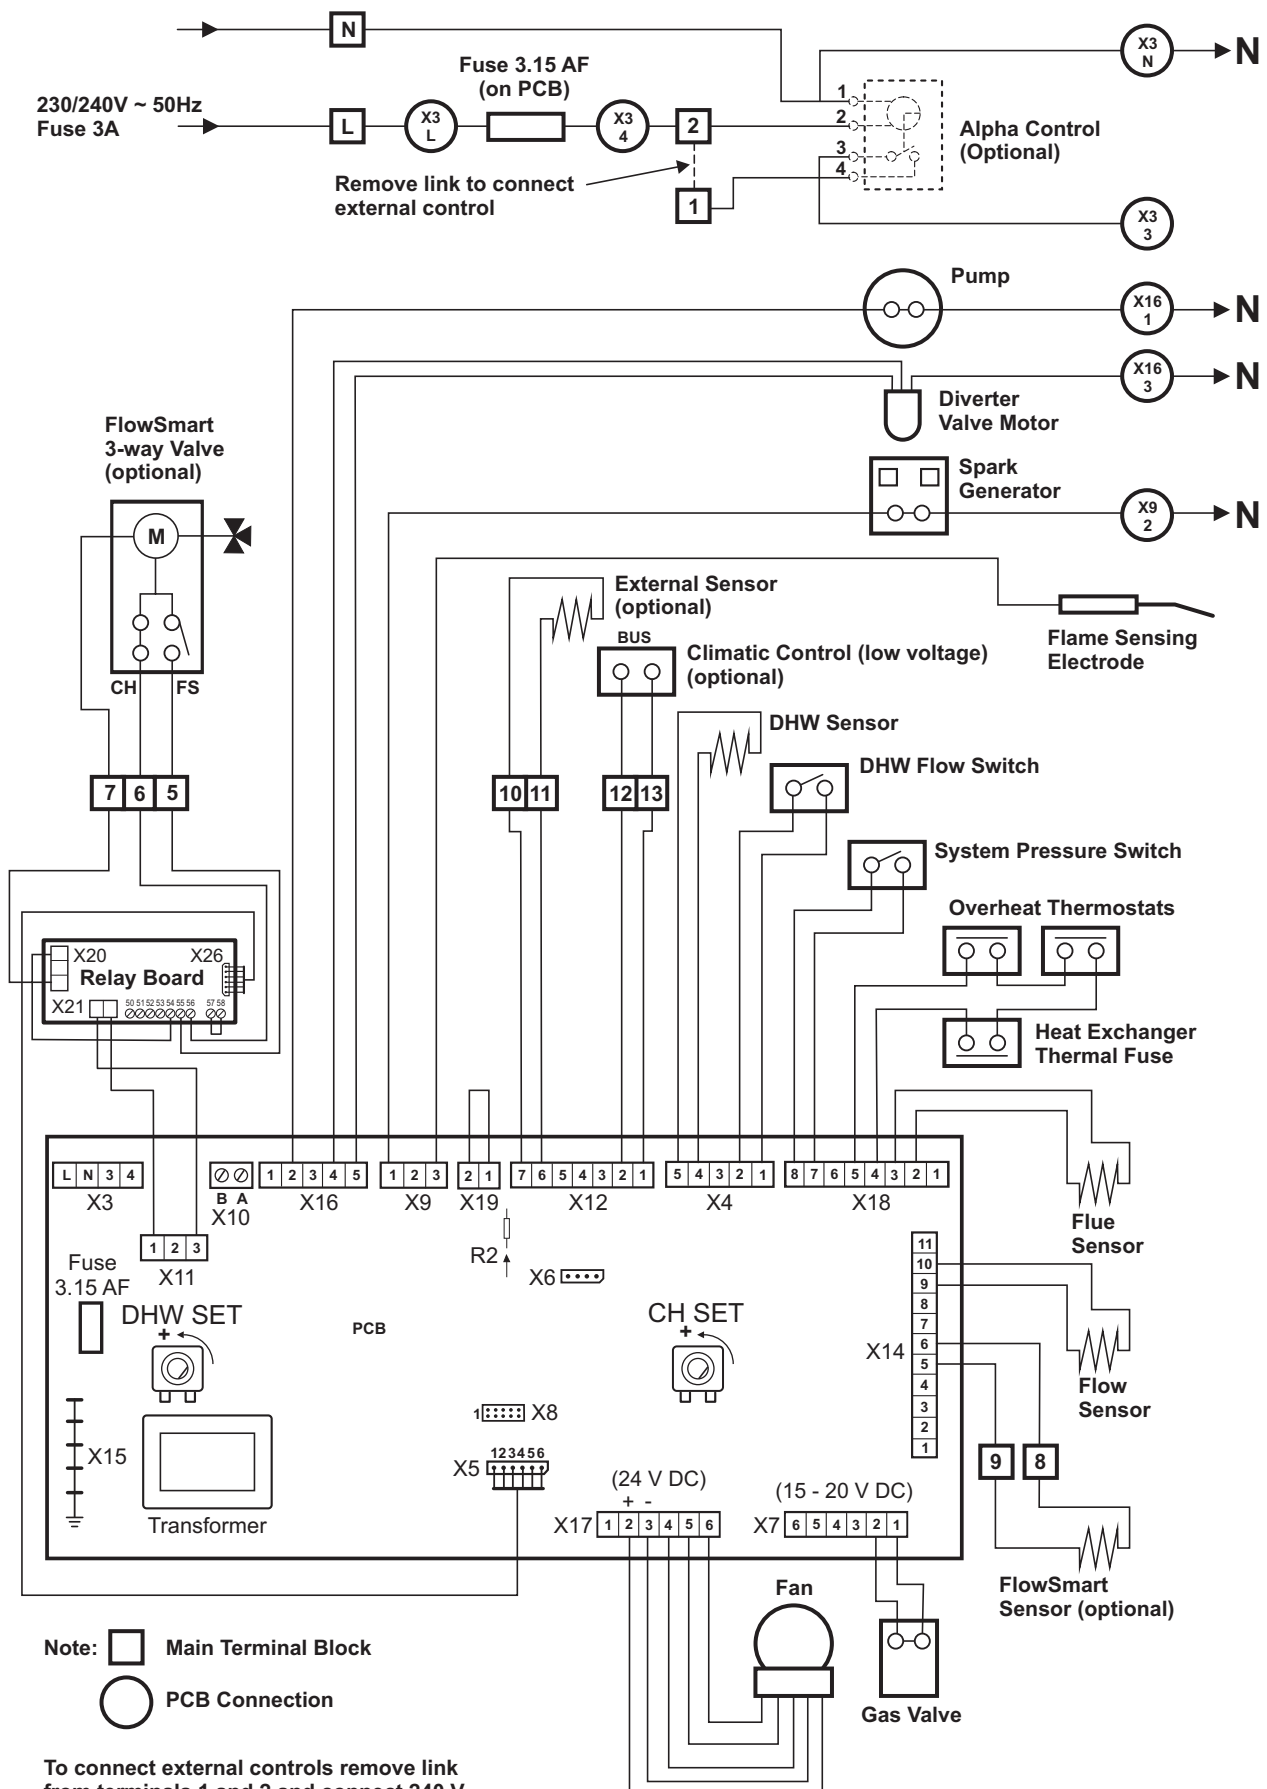 N
X3
N
N
Fuse 3.15 AF
(on PCB)
230/240V ~ 50Hz
Fuse 3A
L
X3
L
X3
4
2
1
2
3
4
Alpha Control
(Optional)
Remove link to connect
external control
1
X3
3
Pump
X16
1
N
X16
3
N
Diverter
Valve Motor
FlowSmart
3-way Valve
(optional)
Spark
Generator
X9
2
N
M
External Sensor
(optional)
BUS
Climatic Control (low voltage)
(optional)
Flame Sensing
Electrode
CH
FS
DHW Sensor
DHW Flow Switch
7 6 5
10 11
12 13
System Pressure Switch
Overheat Thermostats
X20
X26
Relay Board
X21
50 51 52 53 54 55 56 57 58
Heat Exchanger
Thermal Fuse
L N 3 4
X3
B A
X10
1 2 3 4 5
X16
1 2 3
X9
2 1
X19
7 6 5 4 3 2 1
X12
5 4 3 2 1
X4
8 7 6 5 4 3 2 1
X18
Flue
Sensor
1 2 3
X11
R2
X6
Fuse
3.15 AF
DHW SET
+
PCB
CH SET
+
11
10
9
8
7
6
5
4
3
2
1
X14
Flow
Sensor
X15
Transformer
1
X8
123456
X5
(24 V DC)
+ -
X17
1 2 3 4 5 6
(15 - 20 V DC)
X7
6 5 4 3 2 1
9
8
FlowSmart
Sensor (optional)
Fan
Gas Valve
Note:
Main Terminal Block
PCB Connection
To connect external controls remove link
from terminals 1 and 2 and connect 240 V